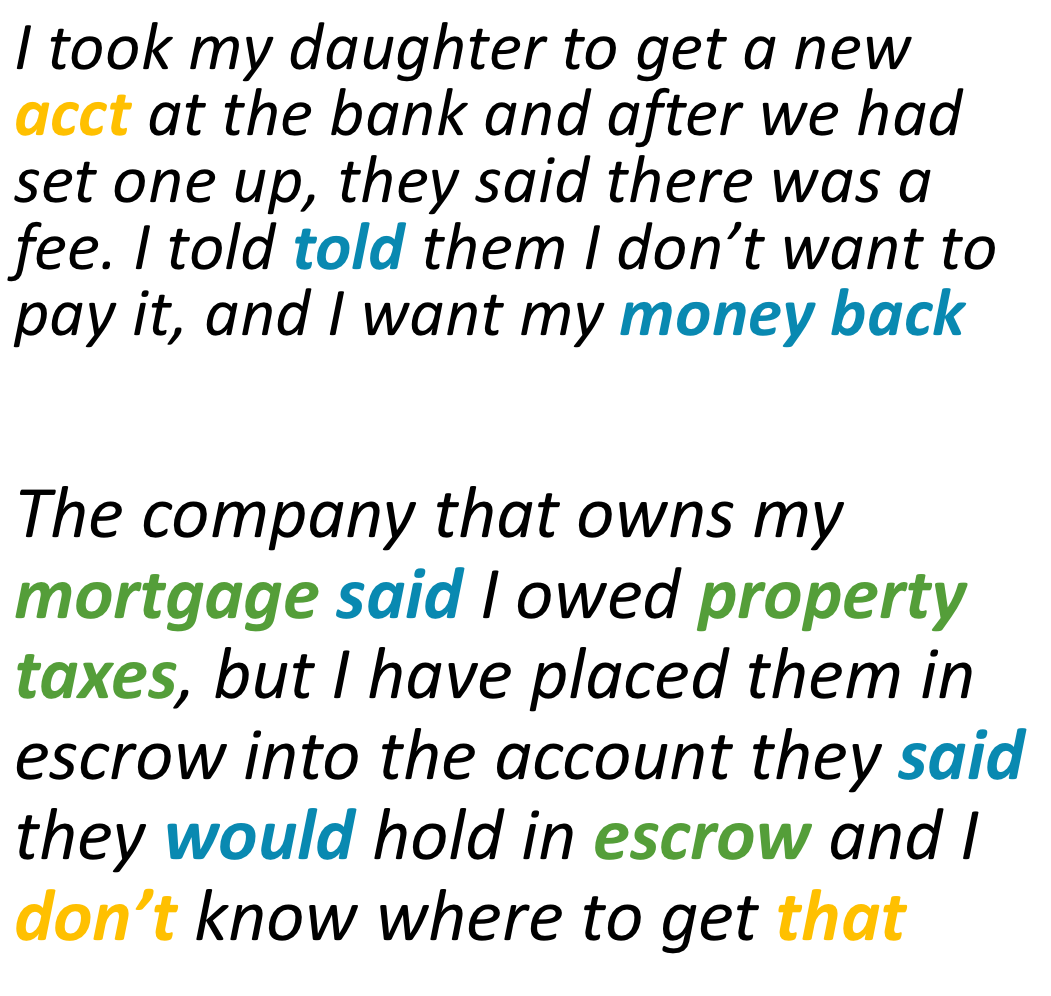 I took my daughter to get a new
acct at the bank and after we had
set one up, they said there was a
fee. I told told them I don’t want to
pay it, and I want my money back
The company that owns my
mortgage said I owed property
taxes, but I have placed them in
escrow into the account they said
they would hold in escrow and I
don’t know where to get that